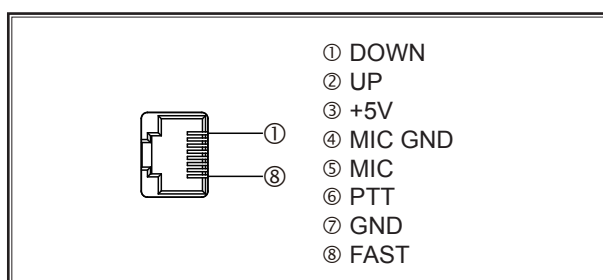 ① DOWN
② UP
③ +5V
④ MIC GND
⑤ MIC
⑥ PTT
⑦ GND
⑧ FAST
①
⑧